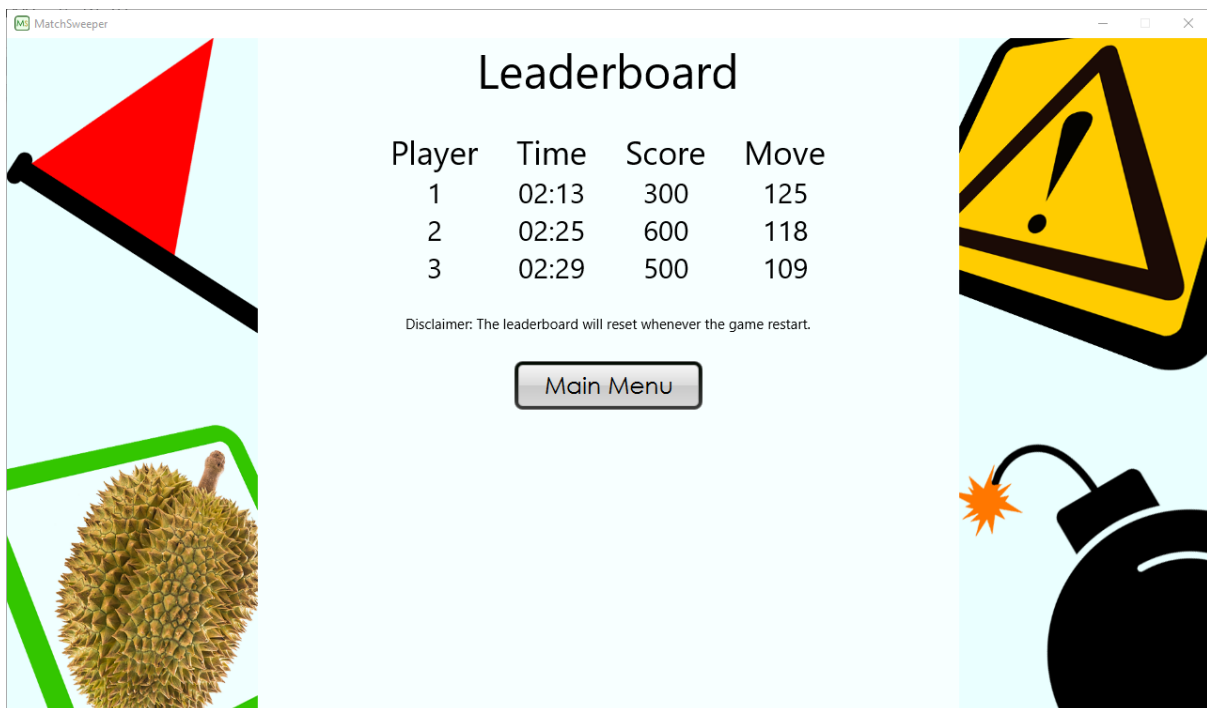 MatchSweeper
Leaderboard
Player Time Score Move
1 02:13 300 125
2 02:25 600 118
3 02:29 500 109
Disclaimer: The leaderboard will reset whenever the game restart.
Main Menu